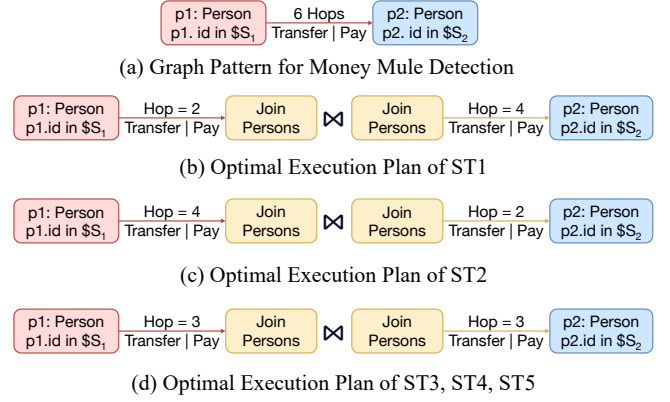 p1: Person
p1. id in $S1
6 Hops
Transfer | Pay
p2: Person
p2. id in $S2
(a) Graph Pattern for Money Mule Detection
p1: Person
p1.id in $S1
Hop = 2
Transfer | Pay
Join
Persons
⋈
Join
Persons
Hop = 4
Transfer | Pay
p2: Person
p2.id in $S2
(b) Optimal Execution Plan of ST1
p1: Person
p1.id in $S1
Hop = 4
Transfer | Pay
Join
Persons
⋈
Join
Persons
Hop = 2
Transfer | Pay
p2: Person
p2.id in $S2
(c) Optimal Execution Plan of ST2
p1: Person
p1.id in $S1
Hop = 3
Transfer | Pay
Join
Persons
⋈
Join
Persons
Hop = 3
Transfer | Pay
p2: Person
p2.id in $S2
(d) Optimal Execution Plan of ST3, ST4, ST5